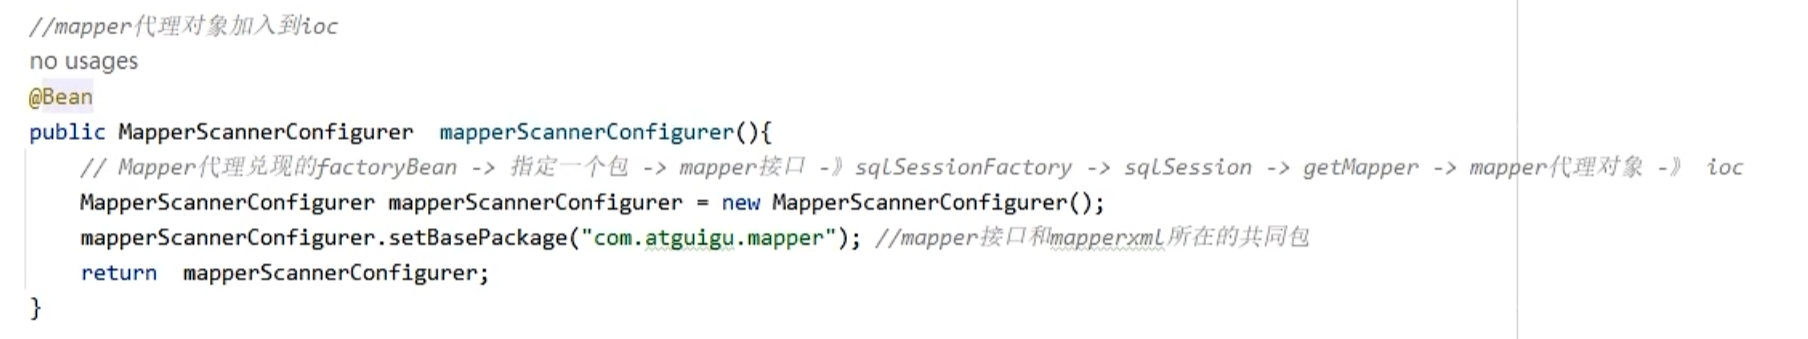 //mapper代理对象加入到ioc
no usages
@Bean
public MapperScannerConfigurer  mapperScannerConfigurer(){
    // Mapper代理兑现的factoryBean -> 指定一个包 -> mapper接口 -》sqlSessionFactory -> sqlSession -> getMapper -> mapper代理对象 -》 ioc
    MapperScannerConfigurer mapperScannerConfigurer = new MapperScannerConfigurer();
    mapperScannerConfigurer.setBasePackage("com.atguigu.mapper"); //mapper接口和mapperxml所在的共同包
    return  mapperScannerConfigurer;
}